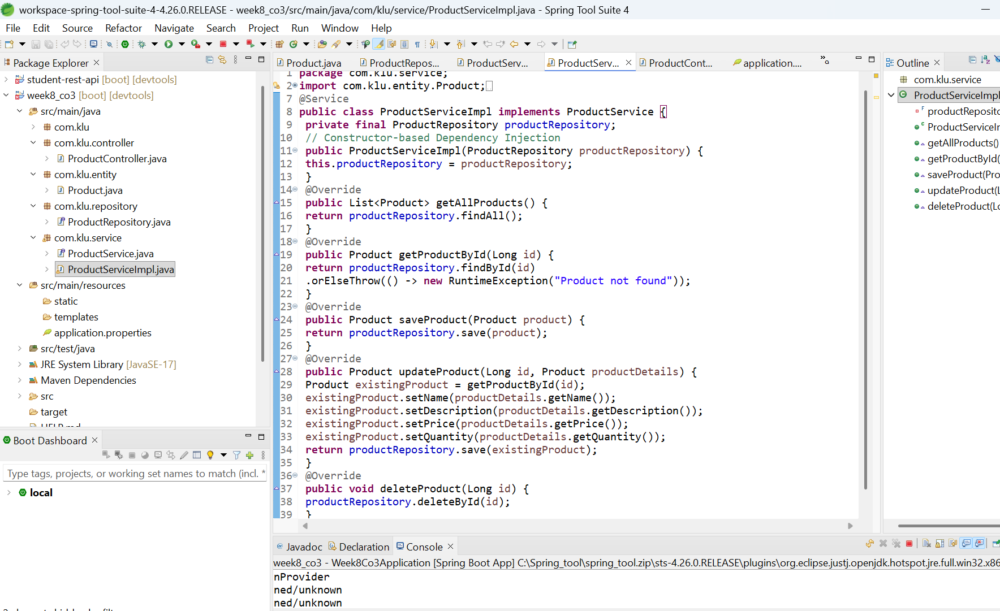 workspace-spring-tool-suite-4-4.26.0.RELEASE - week8_co3/src/main/java/com/klu/service/ProductServiceImpl.java - Spring Tool Suite 4
File Edit Source Refactor Navigate Search Project Run Window Help
Package Explorer
student-rest-api [boot] [devtools]
week8_co3 [boot] [devtools]
src/main/java
com.klu
com.klu.controller
ProductController.java
com.klu.entity
Product.java
com.klu.repository
ProductRepository.java
com.klu.service
ProductService.java
ProductServiceImpl.java
src/main/resources
static
templates
application.properties
src/test/java
JRE System Library [JavaSE-17]
Maven Dependencies
src
target
HELP.md
Boot Dashboard
Type tags, projects, or working set names to match (incl. *
local
Product.java ProductRepos... ProductServ... ProductServ... ProductCont... application....
1 package com.klu.service;
2 import com.klu.entity.Product;
7 @Service
8 public class ProductServiceImpl implements ProductService {
9 private final ProductRepository productRepository;
10 // Constructor-based Dependency Injection
11 public ProductServiceImpl(ProductRepository productRepository) {
12 this.productRepository = productRepository;
13 }
14 @Override
15 public List<Product> getAllProducts() {
16 return productRepository.findAll();
17 }
18 @Override
19 public Product getProductById(Long id) {
20 return productRepository.findById(id)
21 .orElseThrow(() -> new RuntimeException("Product not found"));
22 }
23 @Override
24 public Product saveProduct(Product product) {
25 return productRepository.save(product);
26 }
27 @Override
28 public Product updateProduct(Long id, Product productDetails) {
29 Product existingProduct = getProductById(id);
30 existingProduct.setName(productDetails.getName());
31 existingProduct.setDescription(productDetails.getDescription());
32 existingProduct.setPrice(productDetails.getPrice());
33 existingProduct.setQuantity(productDetails.getQuantity());
34 return productRepository.save(existingProduct);
35 }
36 @Override
37 public void deleteProduct(Long id) {
38 productRepository.deleteById(id);
39 }
Outline
com.klu.service
ProductServiceImpl
productReposito
ProductServiceIm
getAllProducts()
getProductById(
saveProduct(Pro
updateProduct(L
deleteProduct(Lo
Javadoc Declaration Console
week8_co3 - Week8Co3Application [Spring Boot App] C:\Spring_tool\spring_tool.zip\sts-4.26.0.RELEASE\plugins\org.eclipse.justj.openjdk.hotspot.jre.full.win32.x86
nProvider
ned/unknown
ned/unknown